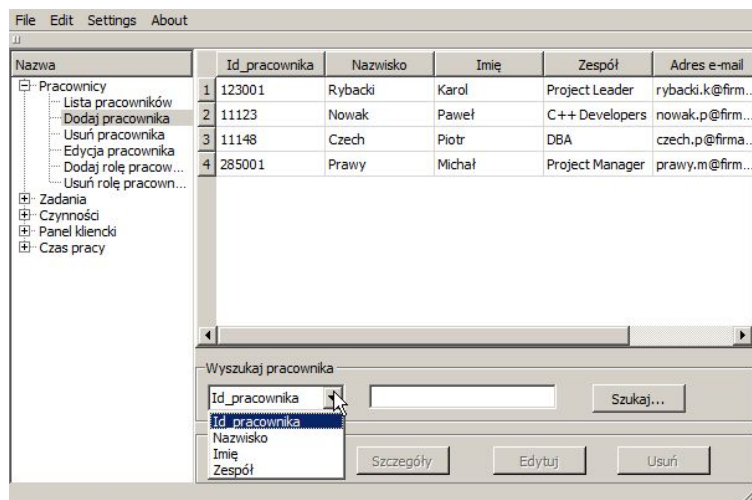 File Edit Settings About
Nazwa
Pracownicy
Lista pracowników
Dodaj pracownika
Usuń pracownika
Edycja pracownika
Dodaj rolę pracow...
Usuń rolę pracown...
Zadania
Czynności
Panel kliencki
Czas pracy
Id_pracownika Nazwisko Imię Zespół Adres e-mail
1 123001 Rybacki Karol Project Leader rybacki.k@firm...
2 11123 Nowak Paweł C++ Developers nowak.p@firm...
3 11148 Czech Piotr DBA czech.p@firma...
4 285001 Prawy Michał Project Manager prawy.m@firm...
Wyszukaj pracownika
Id_pracownika Szukaj...
Id_pracownika
Nazwisko
Imię
Zespół
Szczegóły Edytuj Usuń